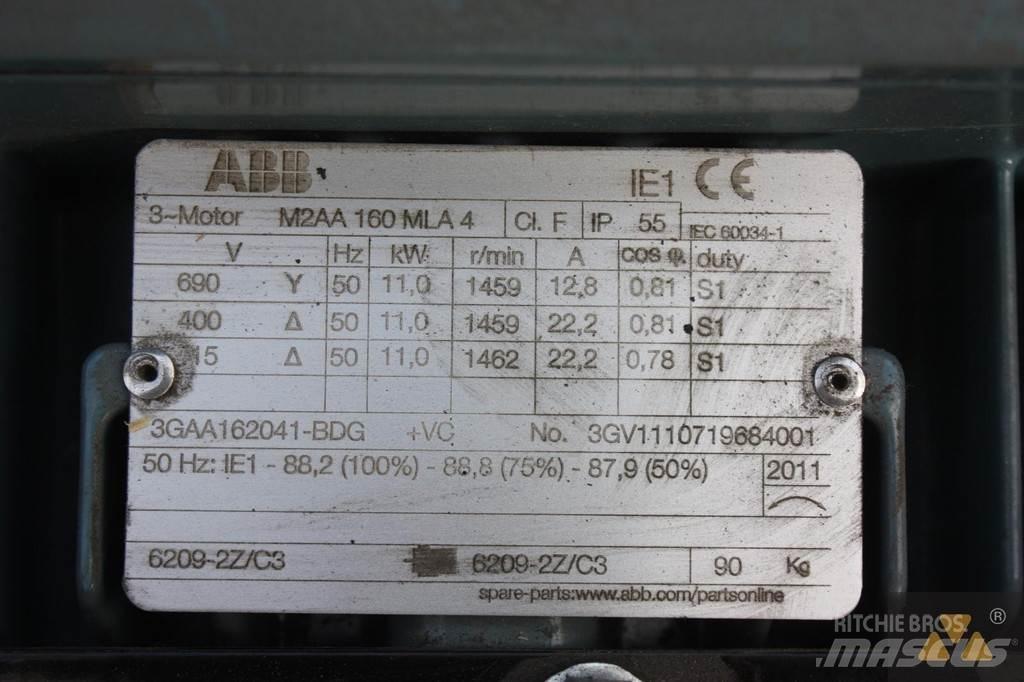 ABB IE1 CE
3~Motor M2AA 160 MLA 4 Cl. F IP 55 IEC 60034-1
V Hz kW r/min A cos φ duty
690 Y 50 11,0 1459 12,8 0,81 S1
400 Δ 50 11,0 1459 22,2 0,81 S1
15 Δ 50 11,0 1462 22,2 0,78 S1
3GAA162041-BDG +VC No. 3GV1110719684001
50 Hz: IE1 - 88,2 (100%) - 88,8 (75%) - 87,9 (50%) 2011
6209-2Z/C3 6209-2Z/C3 90 Kg
spare-parts:www.abb.com/partsonline
RITCHIE BROS. ®
MASCUS